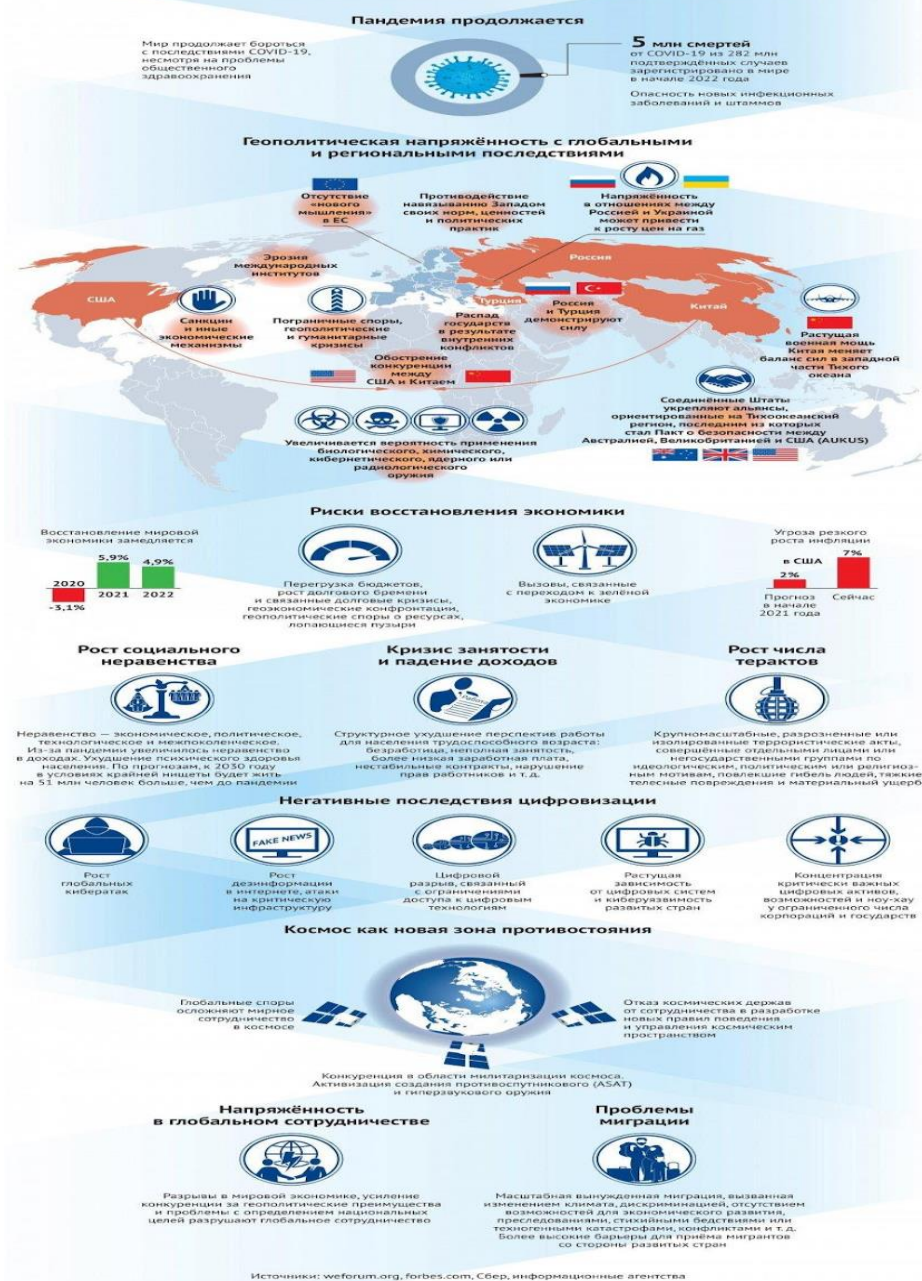 Пандемия продолжается
Мир продолжает бороться
с последствиями COVID-19,
несмотря на проблемы
общественного
здравоохранения
5 млн смертей
от COVID-19 из 282 млн
подтверждённых случаев
зарегистрировано в мире
в начале 2022 года
Опасность новых инфекционных
заболеваний и штаммов
Геополитическая напряжённость с глобальными
и региональными последствиями
Отсутствие
«нового
мышления»
в ЕС
Противодействие
навязыванию Западом
своих норм, ценностей
и политических
практик
Напряжённость
в отношениях между
Россией и Украиной
может привести
к росту цен на газ
Эрозия
международных
институтов
Россия
США
Турция
Китай
Санкции
и иные
экономические
механизмы
Пограничные споры,
геополитические
и гуманитарные
кризисы
Распад
государств
в результате
внутренних
конфликтов
Россия
и Турция
демонстрируют
силу
Растущая
военная мощь
Китая меняет
баланс сил в западной
части Тихого
океана
Обострение
конкуренции
между
США и Китаем
Соединённые Штаты
укрепляют альянсы,
ориентированные на Тихоокеанский
регион, последним из которых
стал Пакт о безопасности между
Австралией, Великобританией и США (AUKUS)
Увеличивается вероятность применения
биологического, химического,
кибернетического, ядерного или
радиологического
оружия
Риски восстановления экономики
Восстановление мировой
экономики замедляется
2020
-3,1%
5,9%
2021
4,9%
2022
Перегрузка бюджетов,
рост долгового бремени
и связанные долговые кризисы,
геоэкономические конфронтации,
геополитические споры о ресурсах,
лопающиеся пузыри
Вызовы, связанные
с переходом к зелёной
экономике
Угроза резкого
роста инфляции
в США
2%
7%
Прогноз
в начале
2021 года
Сейчас
Рост социального
неравенства
Неравенство — экономическое, политическое,
технологическое и межпоколенческое.
Из-за пандемии увеличилось неравенство
в доходах. Ухудшение психического здоровья
населения. По прогнозам, к 2030 году
в условиях крайней нищеты будет жить
на 51 млн человек больше, чем до пандемии
Кризис занятости
и падение доходов
Структурное ухудшение перспектив работы
для населения трудоспособного возраста:
безработица, неполная занятость,
более низкая заработная плата,
нестабильные контракты, нарушение
прав работников и т. д.
Рост числа
терактов
Крупномасштабные, разрозненные или
изолированные террористические акты,
совершённые отдельными лицами или
негосударственными группами по
идеологическим, политическим или религиоз-
ным мотивам, повлекшие гибель людей, тяжкие
телесные повреждения и материальный ущерб
Негативные последствия цифровизации
FAKE NEWS
Рост
глобальных
кибератак
Рост
дезинформации
в интернете, атаки
на критическую
инфраструктуру
Цифровой
разрыв, связанный
с ограничениями
доступа к цифровым
технологиям
Растущая
зависимость
от цифровых систем
и киберуязвимость
развитых стран
Концентрация
критически важных
цифровых активов,
возможностей и ноу-хау
у ограниченного числа
корпораций и государств
Космос как новая зона противостояния
Глобальные споры
осложняют мирное
сотрудничество
в космосе
Отказ космических держав
от сотрудничества в разработке
новых правил поведения
и управления космическим
пространством
Конкуренция в области милитаризации космоса.
Активизация создания противоспутникового (ASAT)
и гиперзвукового оружия
Напряжённость
в глобальном сотрудничестве
Разрывы в мировой экономике, усиление
конкуренции за геополитические преимущества
и проблемы с определением национальных
целей разрушают глобальное сотрудничество
Проблемы
миграции
Масштабная вынужденная миграция, вызванная
изменением климата, дискриминацией, отсутствием
возможностей для экономического развития,
преследованиями, стихийными бедствиями или
техногенными катастрофами, конфликтами и т. д.
Более высокие барьеры для приёма мигрантов
со стороны развитых стран
Источники: weforum.org, forbes.com, Сбер, информационные агентства